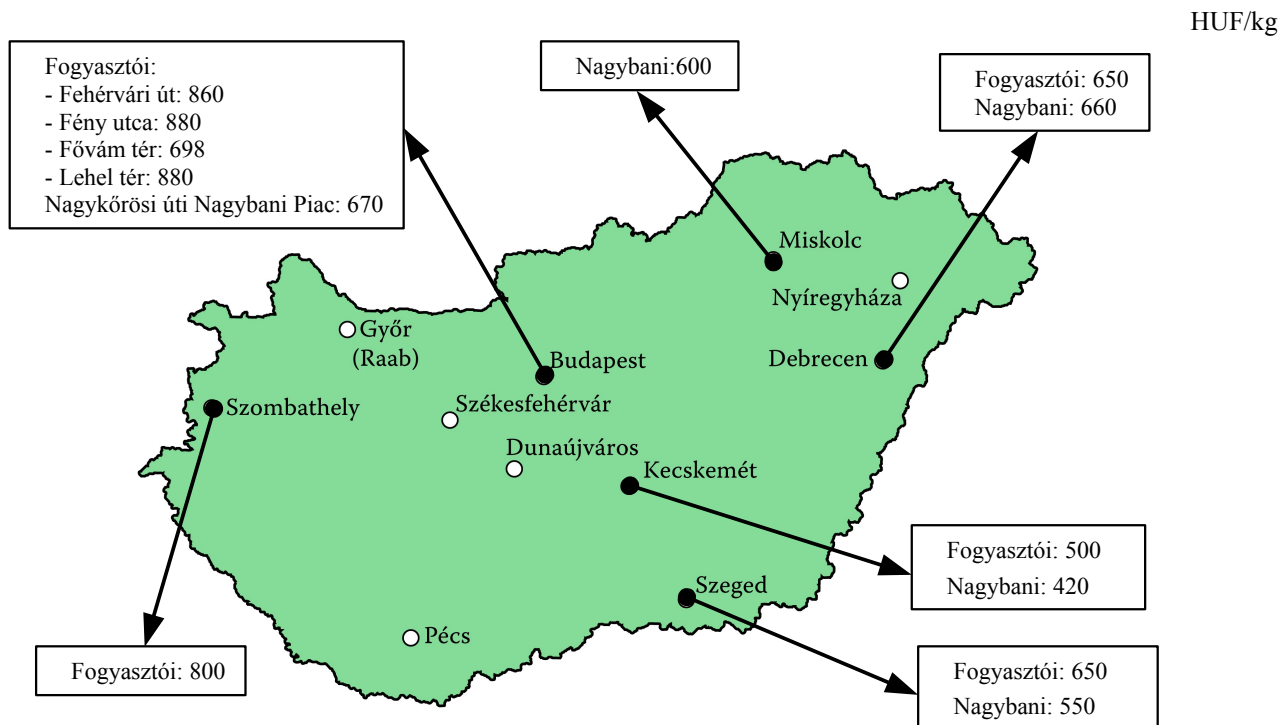 HUF/kg
Fogyasztói:
- Fehérvári út: 860
- Fény utca: 880
- Fővám tér: 698
- Lehel tér: 880
Nagykőrösi úti Nagybani Piac: 670
Nagybani:600
Fogyasztói: 650
Nagybani: 660
Miskolc
Nyíregyháza
Győr
(Raab)
Budapest
Debrecen
Szombathely
Székesfehérvár
Dunaújváros
Kecskemét
Fogyasztói: 500
Nagybani: 420
Szeged
Pécs
Fogyasztói: 800
Fogyasztói: 650
Nagybani: 550